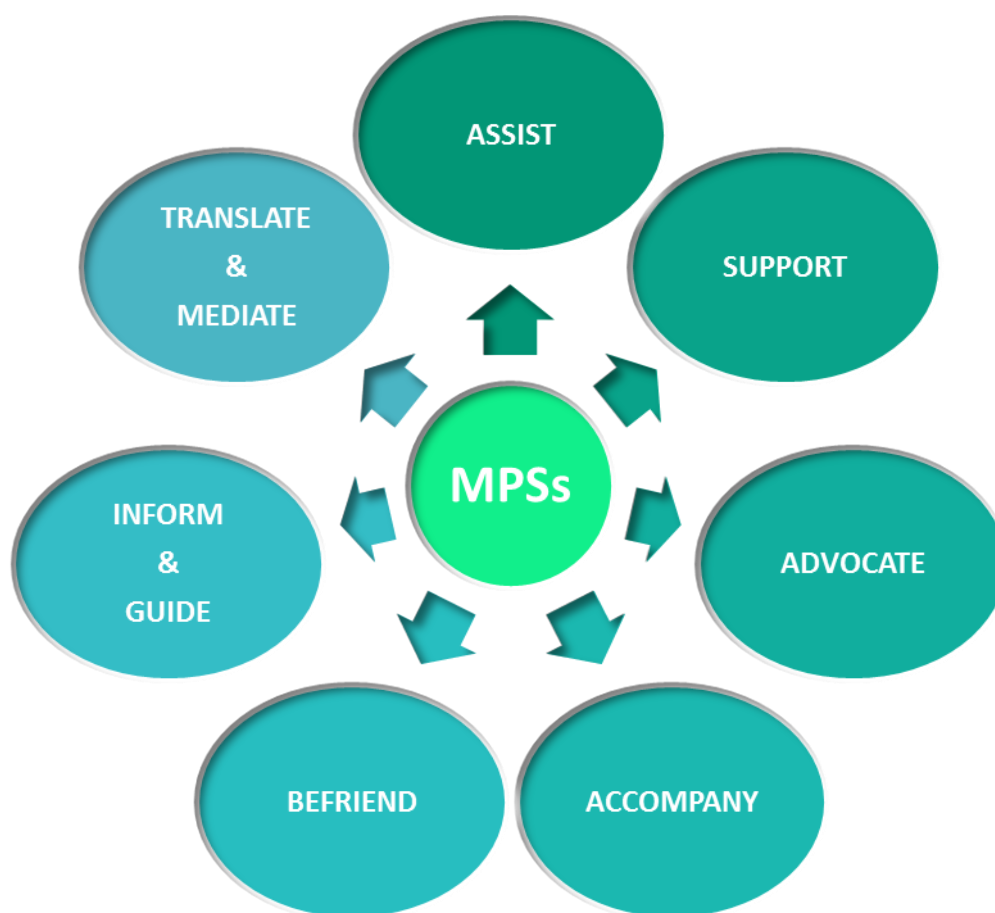 ASSIST
SUPPORT
ADVOCATE
ACCOMPANY
BEFRIEND
INFORM
&
GUIDE
TRANSLATE
&
MEDIATE
MPSs